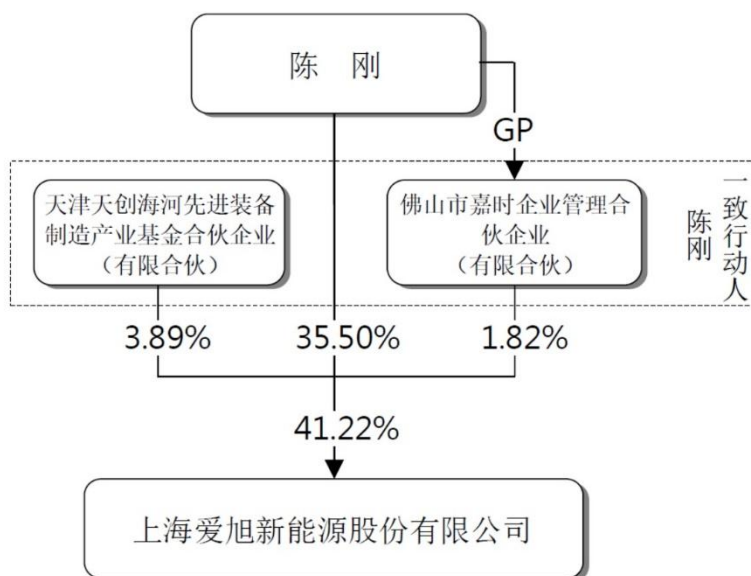 陈 刚
GP
天津天创海河先进装备
制造产业基金合伙企业
（有限合伙）
佛山市嘉时企业管理合
伙企业
（有限合伙）
一致行动人
陈刚
3.89%
35.50%
1.82%
41.22%
上海爱旭新能源股份有限公司